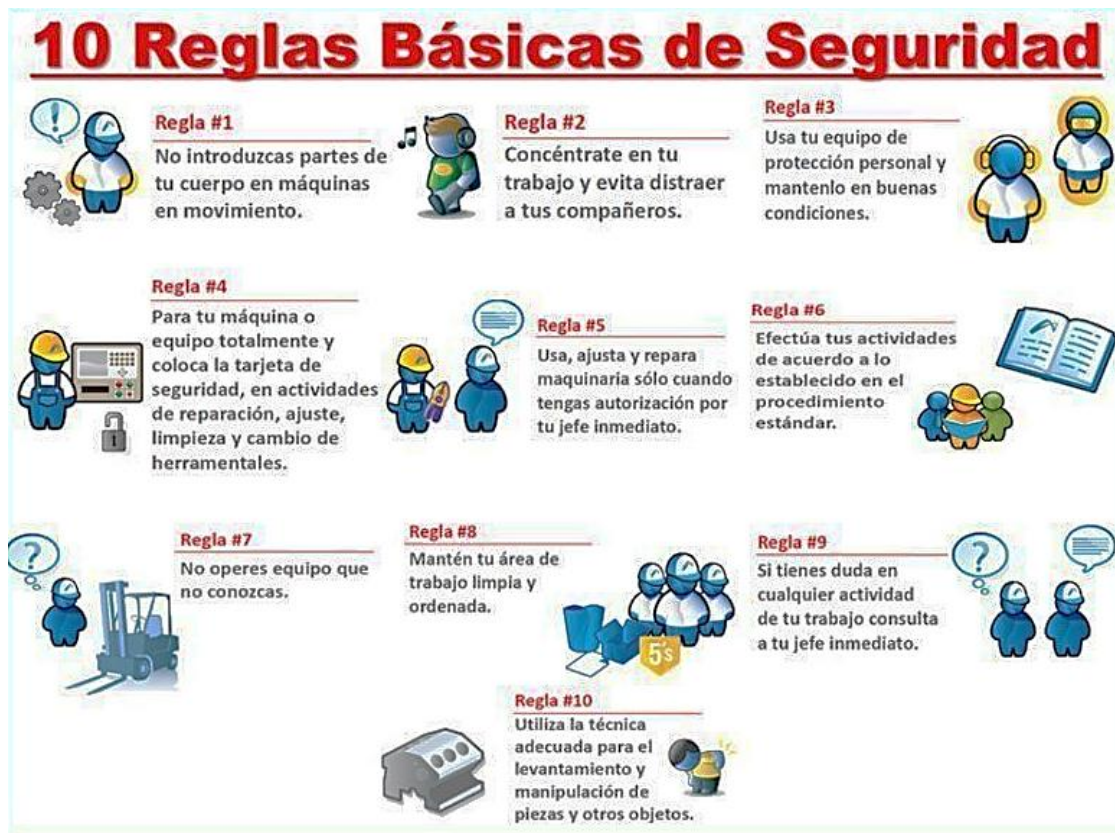 10 Reglas Básicas de Seguridad
Regla #1
No introduzcas partes de
tu cuerpo en máquinas
en movimiento.
Regla #2
Concéntrate en tu
trabajo y evita distraer
a tus compañeros.
Regla #3
Usa tu equipo de
protección personal y
mantenlo en buenas
condiciones.
Regla #4
Para tu máquina o
equipo totalmente y
coloca la tarjeta de
seguridad, en actividades
de reparación, ajuste,
limpieza y cambio de
herramentales.
Regla #5
Usa, ajusta y repara
maquinaria sólo cuando
tengas autorización por
tu jefe inmediato.
Regla #6
Efectúa tus actividades
de acuerdo a lo
establecido en el
procedimiento
estándar.
Regla #7
No operes equipo que
no conozcas.
Regla #8
Mantén tu área de
trabajo limpia y
ordenada.
5's
Regla #9
Si tienes duda en
cualquier actividad
de tu trabajo consulta
a tu jefe inmediato.
Regla #10
Utiliza la técnica
adecuada para el
levantamiento y
manipulación de
piezas y otros objetos.